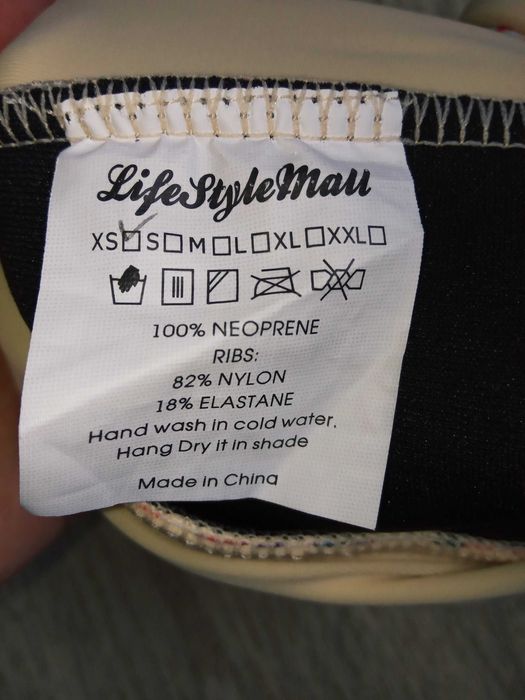 LifeStyleMall
XS S M L XL XXL
100% NEOPRENE
RIBS:
82% NYLON
18% ELASTANE
Hand wash in cold water,
Hang Dry it in shade
Made in China